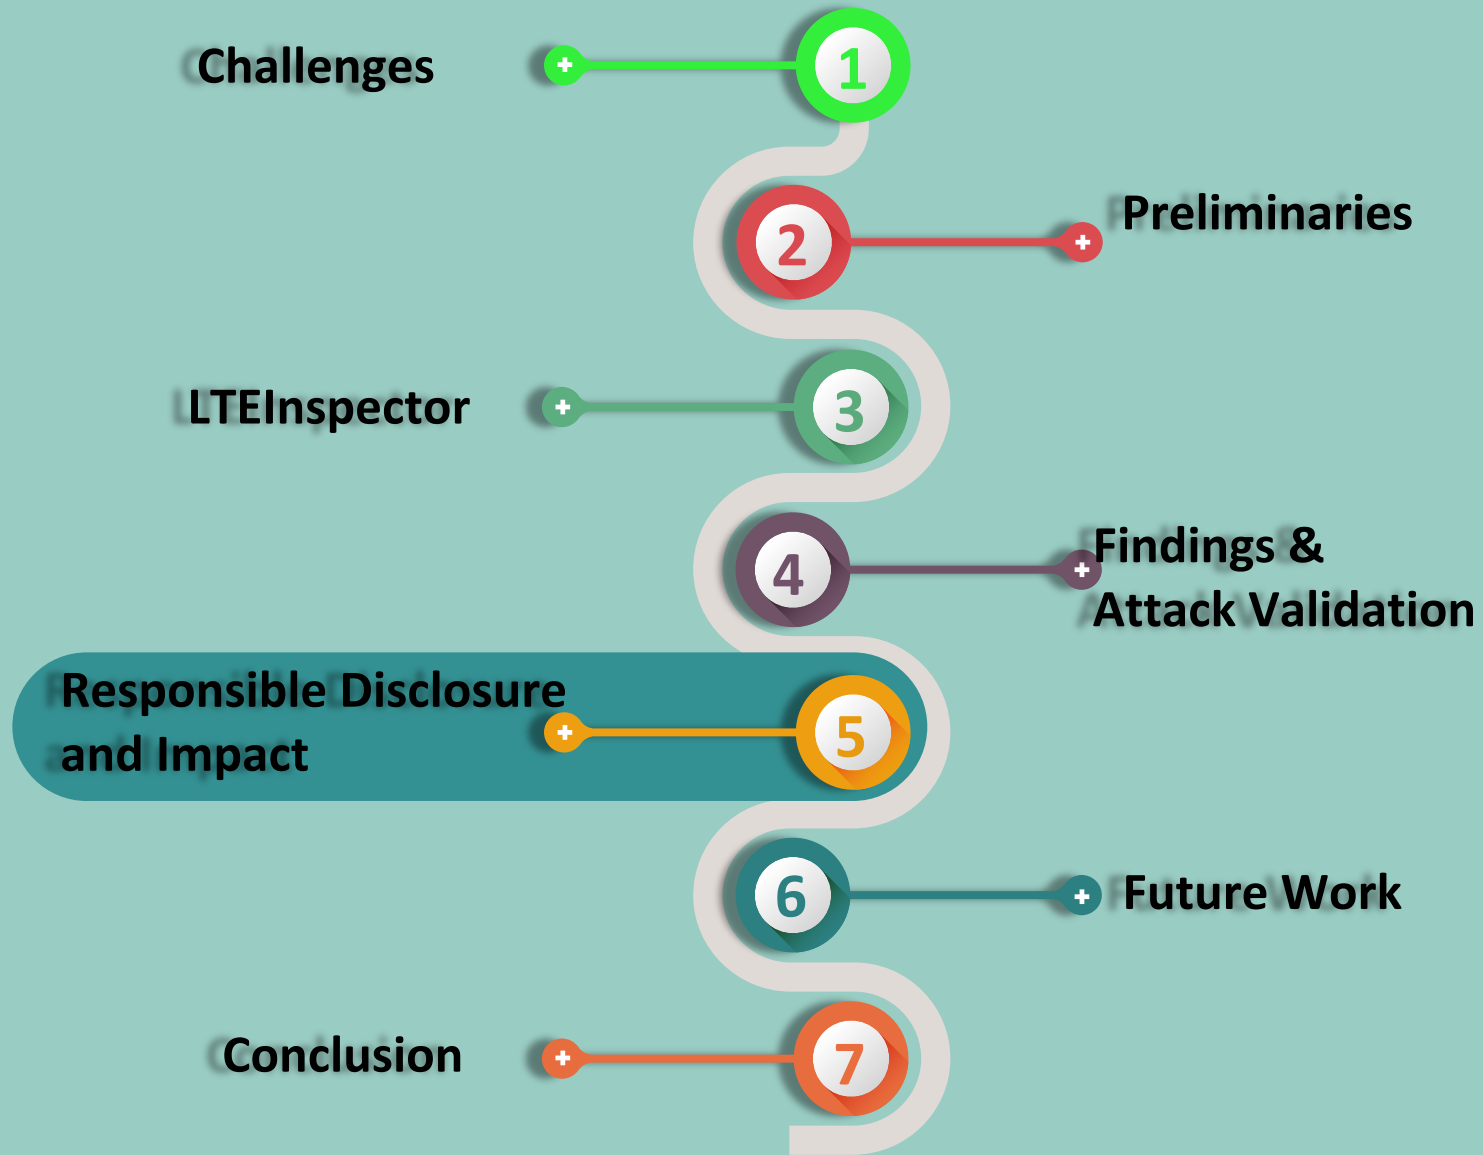 Challenges
1
2
Preliminaries
LTEInspector
3
4
Findings &
Attack Validation
Responsible Disclosure
and Impact
5
6
Future Work
Conclusion
7